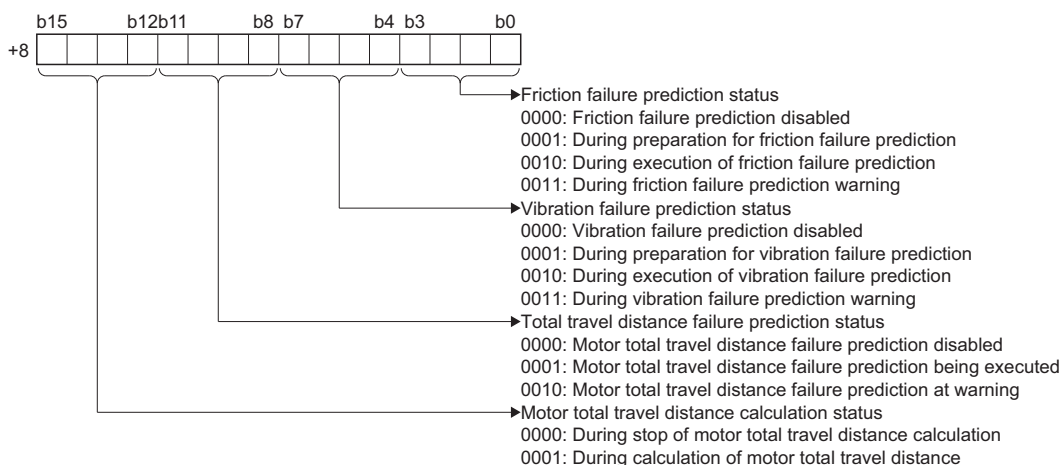 b15 b12b11 b8 b7 b4 b3 b0
+8
Friction failure prediction status
0000: Friction failure prediction disabled
0001: During preparation for friction failure prediction
0010: During execution of friction failure prediction
0011: During friction failure prediction warning
Vibration failure prediction status
0000: Vibration failure prediction disabled
0001: During preparation for vibration failure prediction
0010: During execution of vibration failure prediction
0011: During vibration failure prediction warning
Total travel distance failure prediction status
0000: Motor total travel distance failure prediction disabled
0001: Motor total travel distance failure prediction being executed
0010: Motor total travel distance failure prediction at warning
Motor total travel distance calculation status
0000: During stop of motor total travel distance calculation
0001: During calculation of motor total travel distance